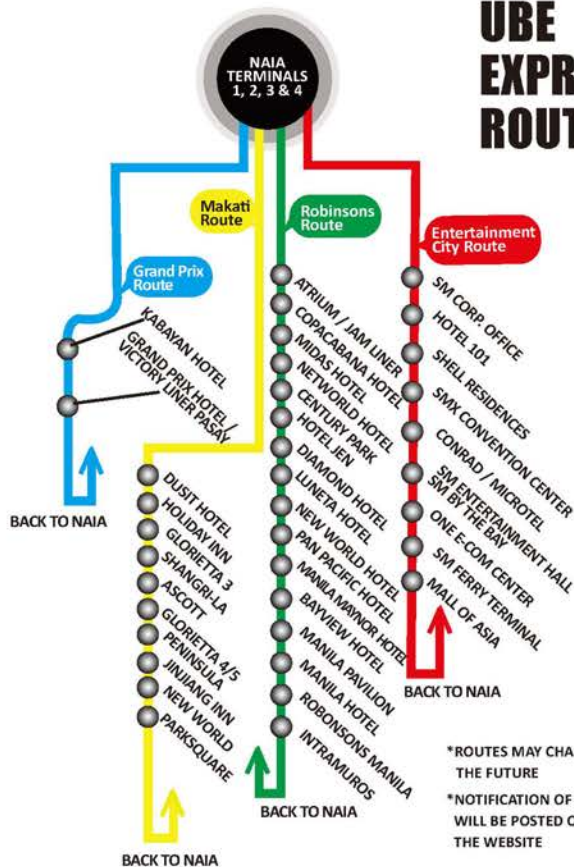 UBE
EXPR
ROUT
NAIA
TERMINALS
1, 2, 3 & 4
Makati
Route
Robinsons
Route
Entertainment
City Route
Grand Prix
Route
KABAYAN HOTEL
GRAND PRIX HOTEL /
VICTORY LINER PASAY
BACK TO NAIA
DUSIT HOTEL
HOLIDAY INN
GLORIETTA 3
SHANGRI-LA
ASCOTT
GLORIETTA 4/5
PENINSULA
JINJIANG INN
NEW WORLD
PARKSQUARE
BACK TO NAIA
ATRIUM / JAM LINER
COPACABANA HOTEL
MIDAS HOTEL
NETWORLD HOTEL
CENTURY PARK
HOTEL JEN
DIAMOND HOTEL
LUNETA HOTEL
NEW WORLD HOTEL
PAN PACIFIC HOTEL
MANILA MAYNOR HOTEL
BAYVIEW HOTEL
MANILA PAVILION
MANILA HOTEL
ROBONSONS MANILA
INTRAMUROS
BACK TO NAIA
SM CORP. OFFICE
HOTEL 101
SHELL RESIDENCES
SMX CONVENTION CENTER
CONRAD / MICROTEL
SM ENTERTAINMENT HALL
SM BY THE BAY
ONE E-COM CENTER
SM FERRY TERMINAL
MALL OF ASIA
BACK TO NAIA
*ROUTES MAY CHA
THE FUTURE
*NOTIFICATION OF
WILL BE POSTED O
THE WEBSITE